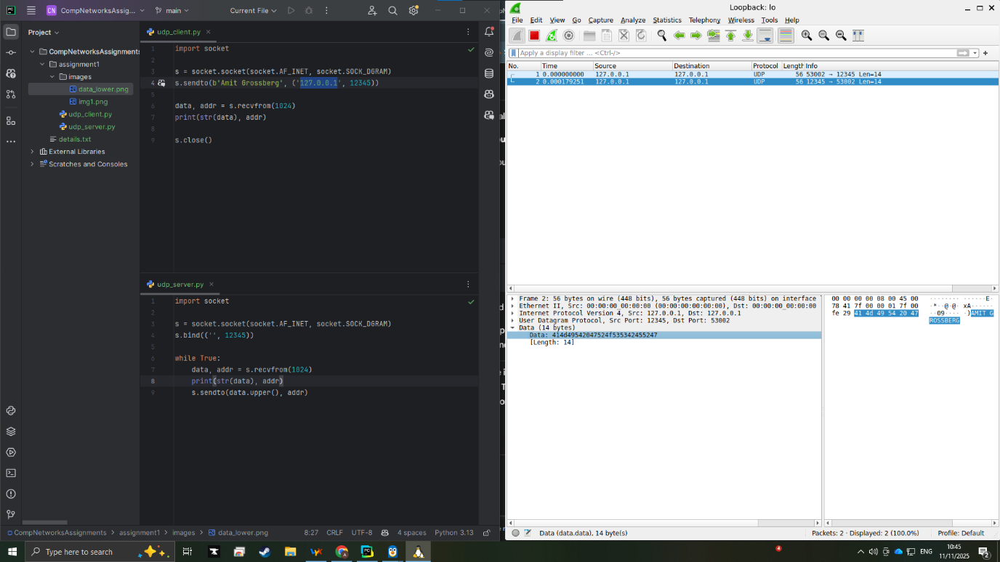 CN CompNetworksAssig... main Current File
Project
CompNetworksAssignments
assignment1
images
data_lower.png
img1.png
udp_client.py
udp_server.py
details.txt
External Libraries
Scratches and Consoles
udp_client.py
1 import socket
2
3 s = socket.socket(socket.AF_INET, socket.SOCK_DGRAM)
4 s.sendto(b'Amit Grossberg', ('127.0.0.1', 12345))
5
6 data, addr = s.recvfrom(1024)
7 print(str(data), addr)
8
9 s.close()
udp_server.py
1 import socket
2
3 s = socket.socket(socket.AF_INET, socket.SOCK_DGRAM)
4 s.bind(('', 12345))
5
6 while True:
7 data, addr = s.recvfrom(1024)
8 print(str(data), addr)
9 s.sendto(data.upper(), addr)
CompNetworksAssignments > assignment1 > images > data_lower.png 8:27 CRLF UTF-8 4 spaces Python 3.13
Loopback: lo
File Edit View Go Capture Analyze Statistics Telephony Wireless Tools Help
Apply a display filter ... <Ctrl-/>
No. Time Source Destination Protocol Length Info
1 0.000000000 127.0.0.1 127.0.0.1 UDP 56 53002 → 12345 Len=14
2 0.000179251 127.0.0.1 127.0.0.1 UDP 56 12345 → 53002 Len=14
Frame 2: 56 bytes on wire (448 bits), 56 bytes captured (448 bits) on interface
Ethernet II, Src: 00:00:00_00:00:00 (00:00:00:00:00:00), Dst: 00:00:00_00:00:00
Internet Protocol Version 4, Src: 127.0.0.1, Dst: 127.0.0.1
User Datagram Protocol, Src Port: 12345, Dst Port: 53002
Data (14 bytes)
Data: 414d49542047524f535342455247
[Length: 14]
00 00 00 00 08 00 45 00 ········ ······E·
78 41 7f 00 00 01 7f 00 ·*··@·@· xA······
fe 29 41 4d 49 54 20 47 ···09··· ·)AMIT G
ROSSBERG
Data (data.data), 14 byte(s) Packets: 2 · Displayed: 2 (100.0%) Profile: Default
Type here to search
4
ENG
10:45
11/11/2025
2